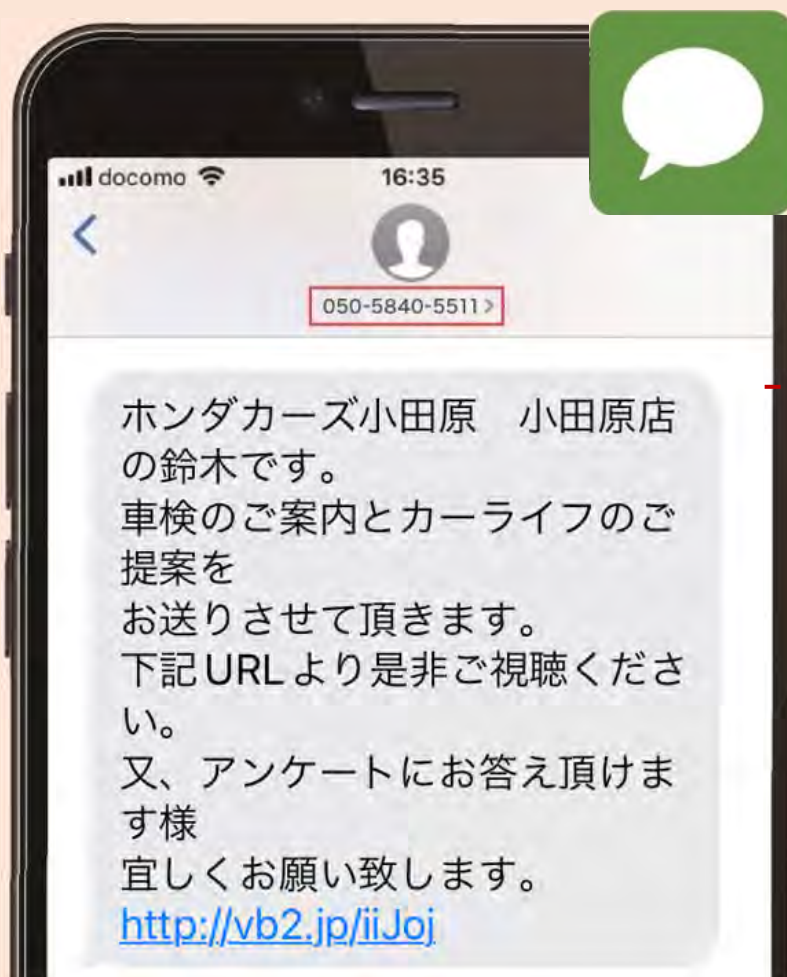 docomo
16:35
050-5840-5511 >
ホンダカーズ小田原　小田原店
の鈴木です。
車検のご案内とカーライフのご
提案を
お送りさせて頂きます。
下記URLより是非ご視聴くださ
い。
又、アンケートにお答え頂けま
す様
宜しくお願い致します。
http://vb2.jp/iiJoj